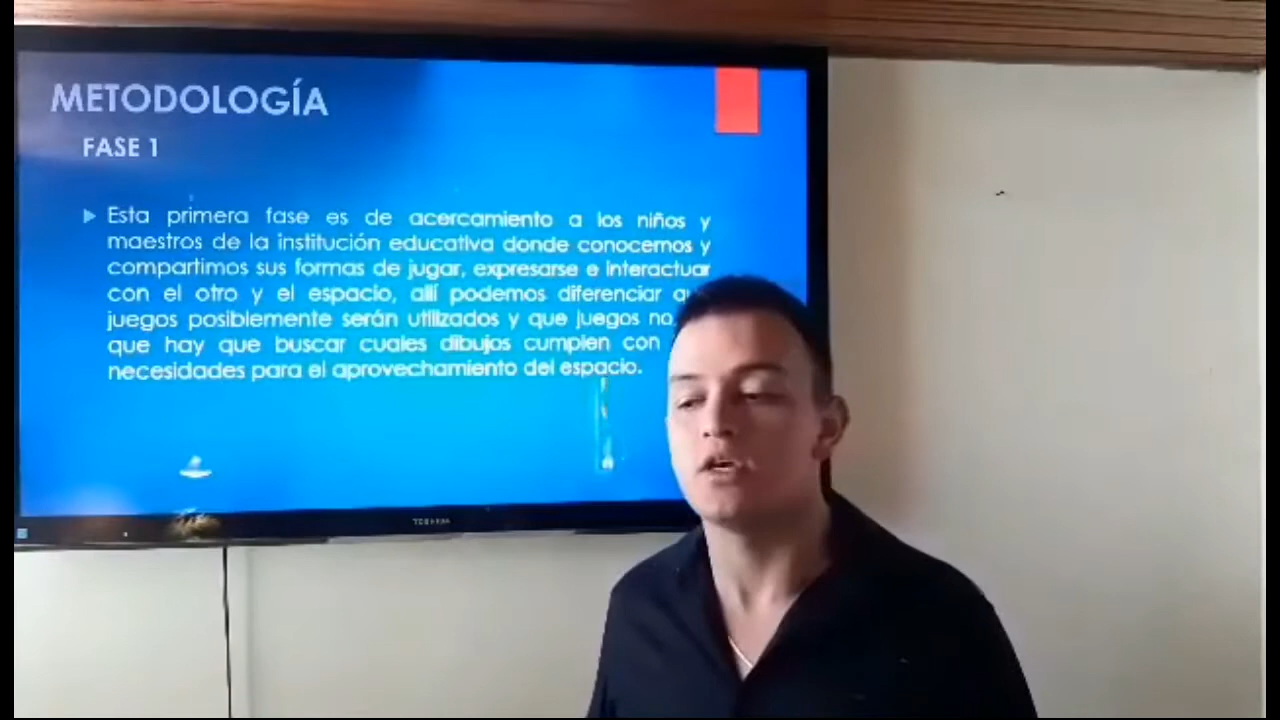 METODOLOGÍA
FASE 1
Esta primera fase es de acercamiento a los niños y
maestros de la institución educativa donde conocemos y
compartimos sus formas de jugar, expresarse e interactuar
con el otro y el espacio, allí podemos diferenciar
juegos posiblemente serán utilizados y que juegos no
que hay que buscar cuales dibujos cumplen con
necesidades para el aprovechamiento del espacio.
TOSHIBA